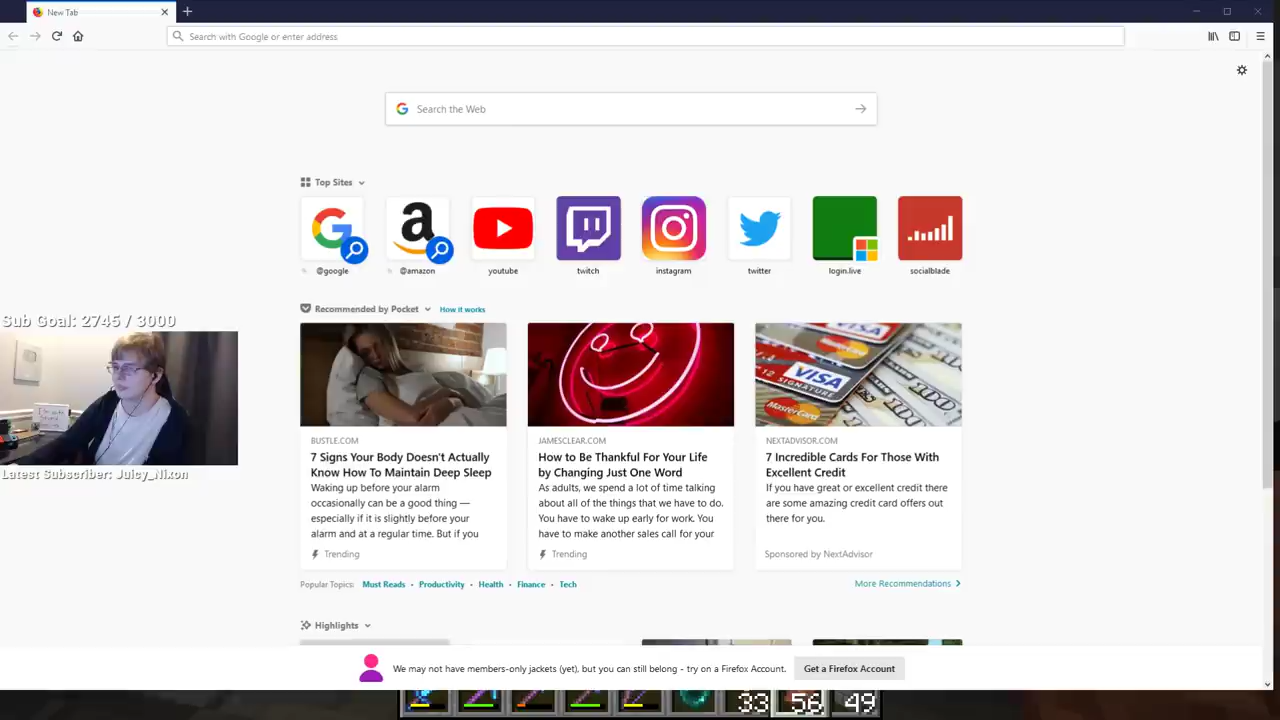 New Tab
Search with Google or enter address
Search the Web
Top Sites
@google
@amazon
youtube
twitch
instagram
twitter
login.live
socialblade
Recommended by Pocket
How it works
Sub Goal: 2745 / 3000
Latest Subscriber: Juicy_Nixon
BUSTLE.COM
7 Signs Your Body Doesn't Actually
Know How To Maintain Deep Sleep
Waking up before your alarm
occasionally can be a good thing —
especially if it is slightly before your
alarm and at a regular time. But if you
Trending
JAMESCLEAR.COM
How to Be Thankful For Your Life
by Changing Just One Word
As adults, we spend a lot of time talking
about all of the things that we have to do.
You have to wake up early for work. You
have to make another sales call for your
Trending
VISA
SIGNATURE
MasterCard
NEXTADVISOR.COM
7 Incredible Cards For Those With
Excellent Credit
If you have great or excellent credit there
are some amazing credit card offers out
there for you.
Sponsored by NextAdvisor
Popular Topics: Must Reads • Productivity • Health • Finance • Tech
More Recommendations
Highlights
We may not have members-only jackets (yet), but you can still belong - try on a Firefox Account.
Get a Firefox Account
33 56 49